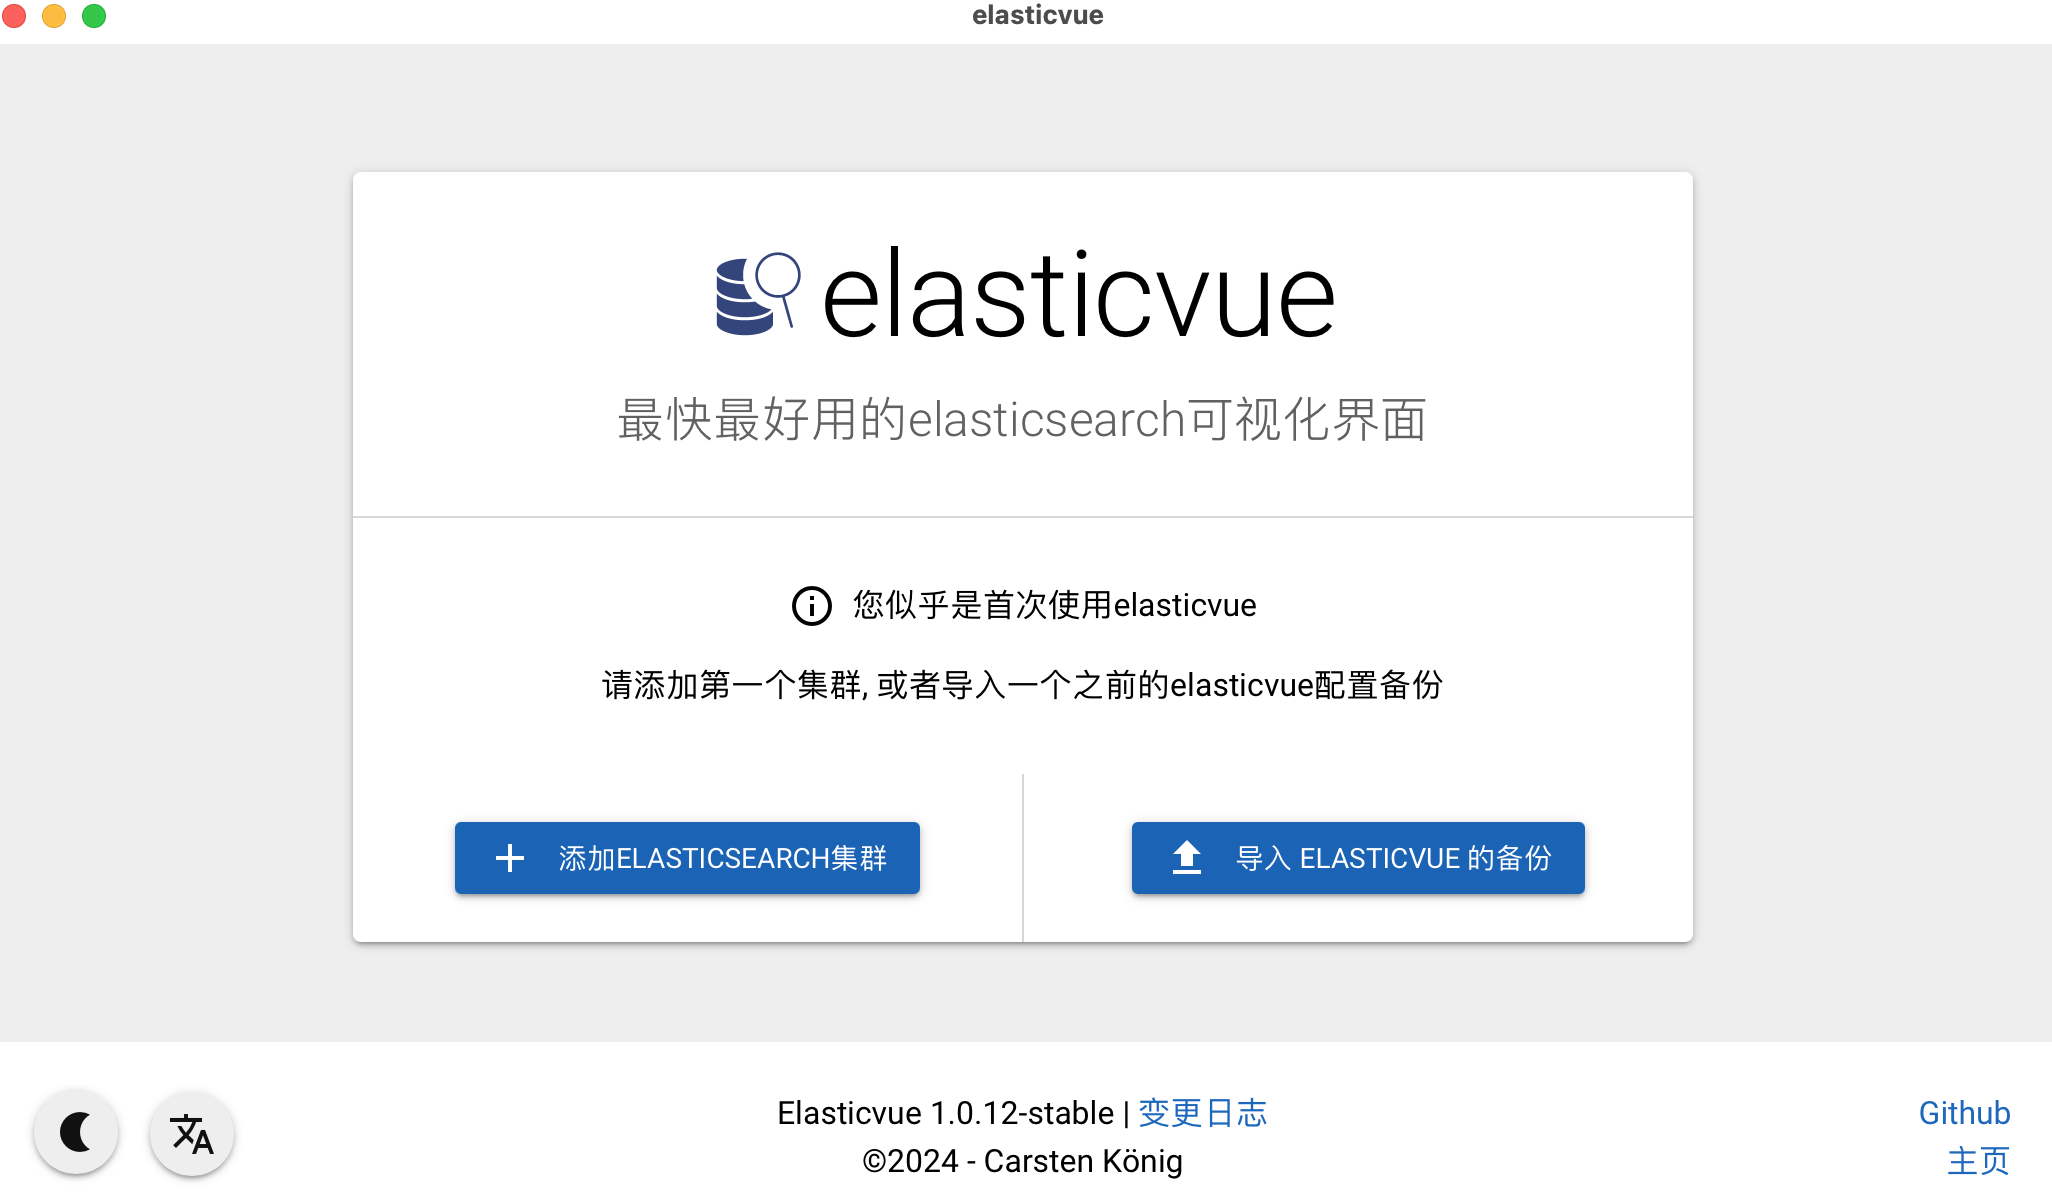 elasticvue
elasticvue
最快最好用的elasticsearch可视化界面
您似乎是首次使用elasticvue
请添加第一个集群, 或者导入一个之前的elasticvue配置备份
添加ELASTICSEARCH集群
导入 ELASTICVUE 的备份
Elasticvue 1.0.12-stable | 变更日志
©2024 - Carsten König
Github
主页